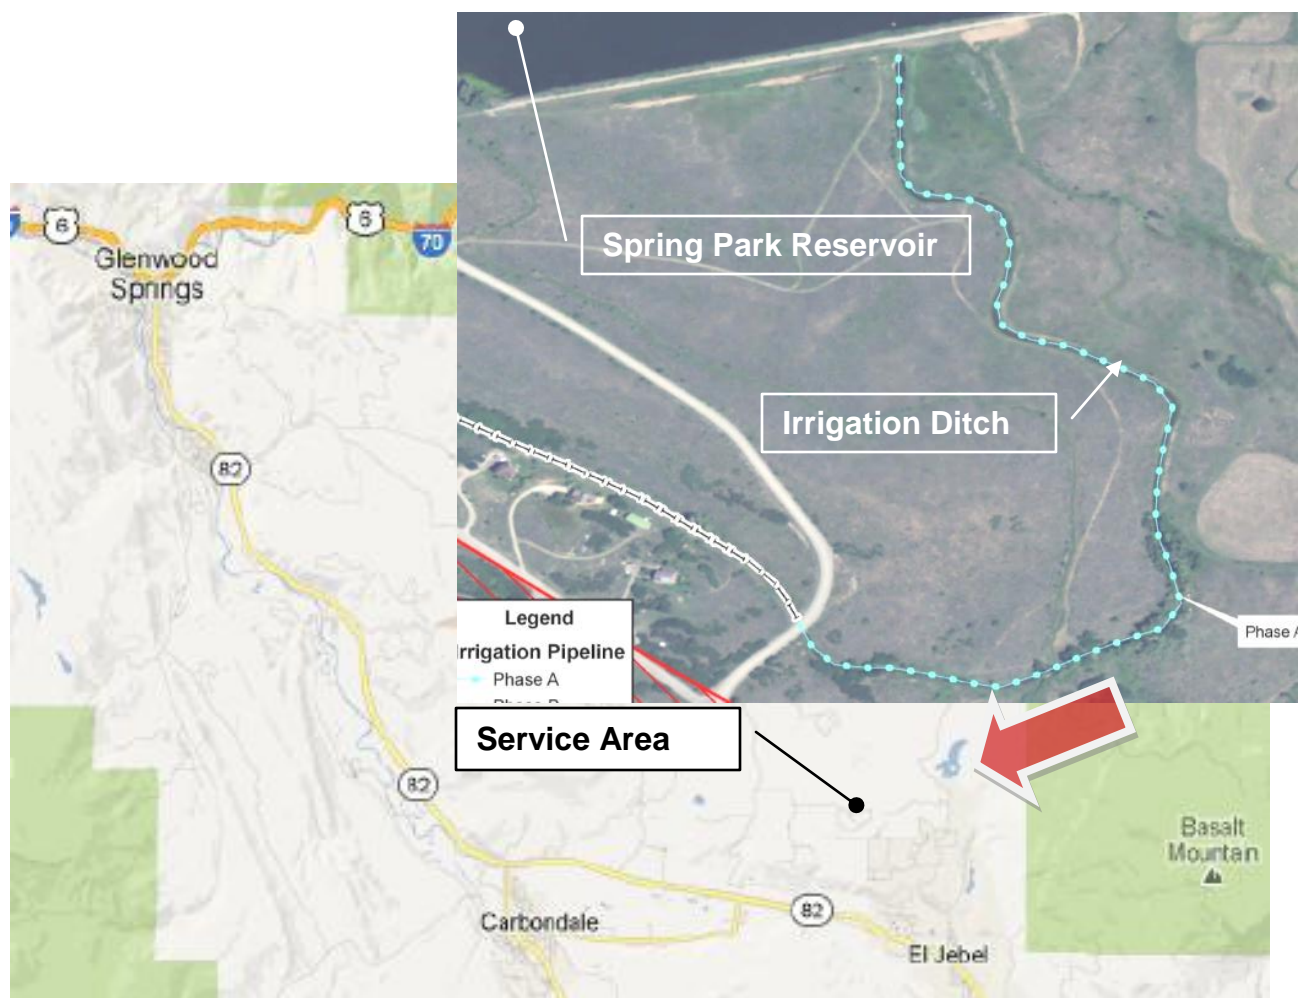 Spring Park Reservoir
Irrigation Ditch
Phase A
Legend
rrigation Pipeline
Phase A
Service Area
6
6
70
Glenwood
Springs
82
82
82
Carbondale
El Jebel
Basalt
Mountain